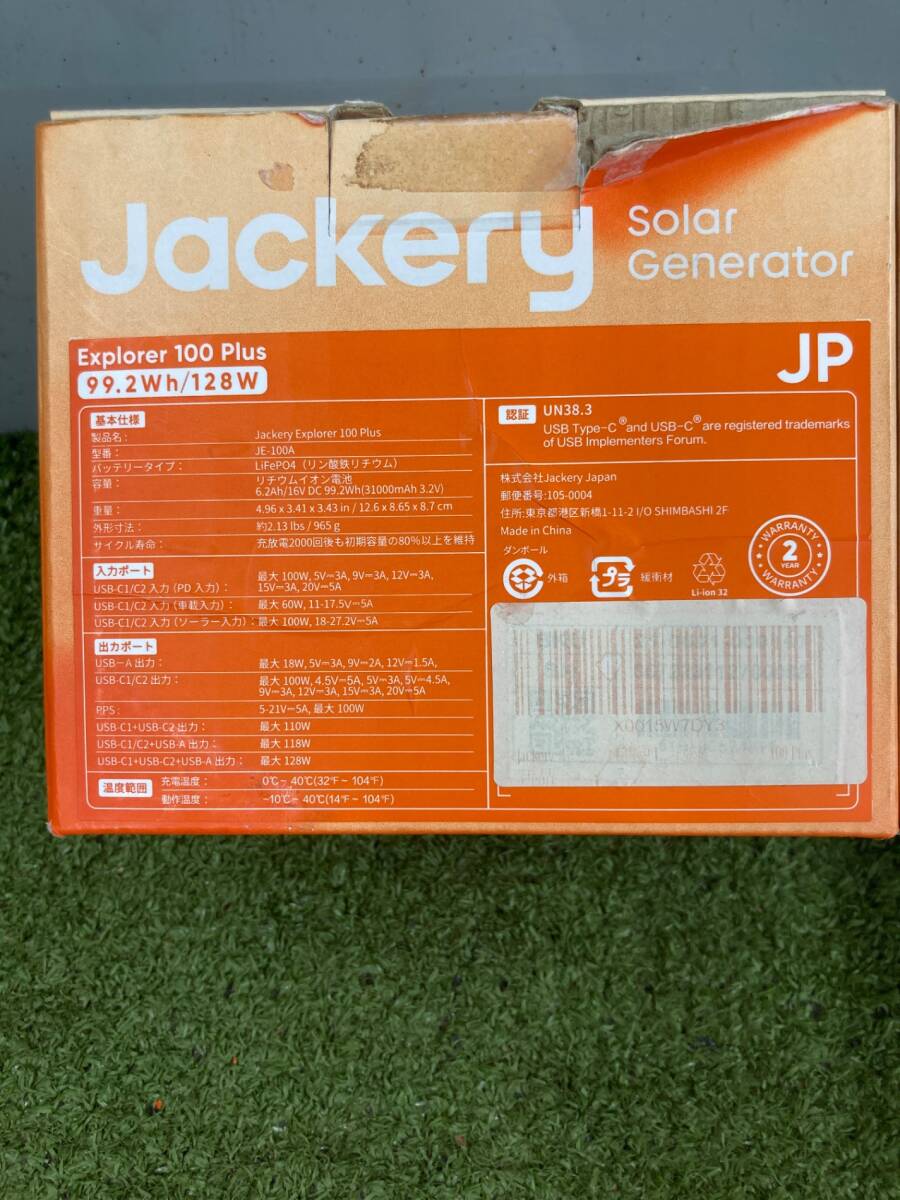 Jackery Solar Generator
Explorer 100 Plus
99.2Wh/128W
JP
基本仕様
製品名： Jackery Explorer 100 Plus
型番： JE-100A
バッテリータイプ： LiFePO4（リン酸鉄リチウム）
容量： リチウムイオン電池
6.2Ah/16V DC 99.2Wh(31000mAh 3.2V)
重量： 4.96 x 3.41 x 3.43 in / 12.6 x 8.65 x 8.7 cm
外形寸法： 約2.13 lbs / 965 g
サイクル寿命： 充放電2000回後も初期容量の80%以上を維持
入力ポート
USB-C1/C2 入力 (PD 入力)： 最大 100W, 5V⎓3A, 9V⎓3A, 12V⎓3A,
15V⎓3A, 20V⎓5A
USB-C1/C2 入力 (車載入力)： 最大 60W, 11-17.5V⎓5A
USB-C1/C2 入力 (ソーラー入力)： 最大 100W, 18-27.2V⎓5A
出力ポート
USB-A 出力： 最大 18W, 5V⎓3A, 9V⎓2A, 12V⎓1.5A,
USB-C1/C2 出力： 最大 100W, 4.5V⎓5A, 5V⎓3A, 5V⎓4.5A,
9V⎓3A, 12V⎓3A, 15V⎓3A, 20V⎓5A
PPS： 5-21V⎓5A, 最大 100W
USB-C1+USB-C2 出力： 最大 110W
USB-C1/C2+USB-A 出力： 最大 118W
USB-C1+USB-C2+USB-A 出力： 最大 128W
温度範囲
充電温度： 0℃~ 40℃(32℉ ~ 104℉)
動作温度： -10℃~ 40℃(14℉ ~ 104℉)
認証 UN38.3
USB Type-C® and USB-C® are registered trademarks
of USB Implementers Forum.
株式会社Jackery Japan
郵便番号:105-0004
住所:東京都港区新橋1-11-2 I/O SHIMBASHI 2F
Made in China
ダンボール
外箱
プラ 緩衝材
Li-ion 32
WARRANTY
2
YEAR
WARRANTY
X0015W7DY3